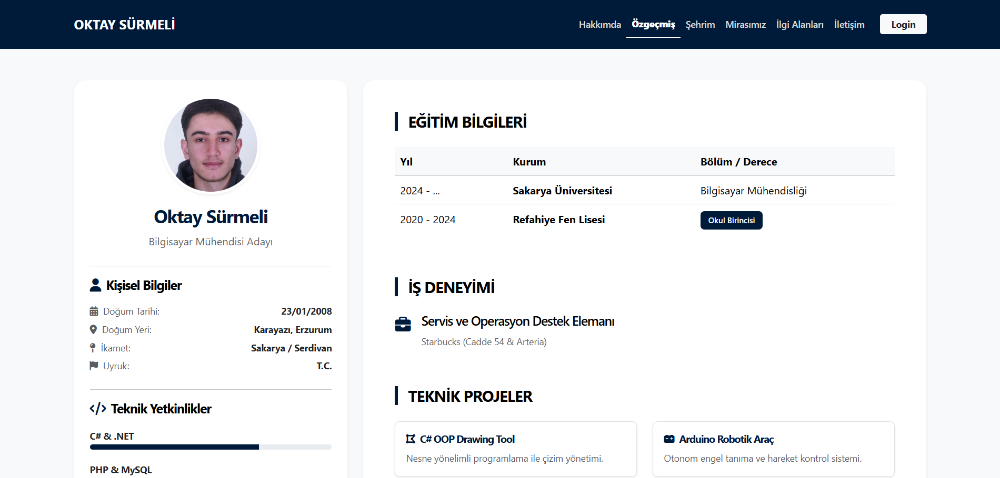 OKTAY SÜRMELİ
Hakkımda Özgeçmiş Şehrim Mirasımız İlgi Alanları İletişim Login
Oktay Sürmeli
Bilgisayar Mühendisi Adayı
Kişisel Bilgiler
Doğum Tarihi: 23/01/2008
Doğum Yeri: Karayazı, Erzurum
İkamet: Sakarya / Serdivan
Uyruk: T.C.
Teknik Yetkinlikler
C# & .NET
PHP & MySQL
EĞİTİM BİLGİLERİ
Yıl Kurum Bölüm / Derece
2024 - ... Sakarya Üniversitesi Bilgisayar Mühendisliği
2020 - 2024 Refahiye Fen Lisesi Okul Birincisi
İŞ DENEYİMİ
Servis ve Operasyon Destek Elemanı
Starbucks (Cadde 54 & Arteria)
TEKNİK PROJELER
C# OOP Drawing Tool
Nesne yönelimli programlama ile çizim yönetimi.
Arduino Robotik Araç
Otonom engel tanıma ve hareket kontrol sistemi.